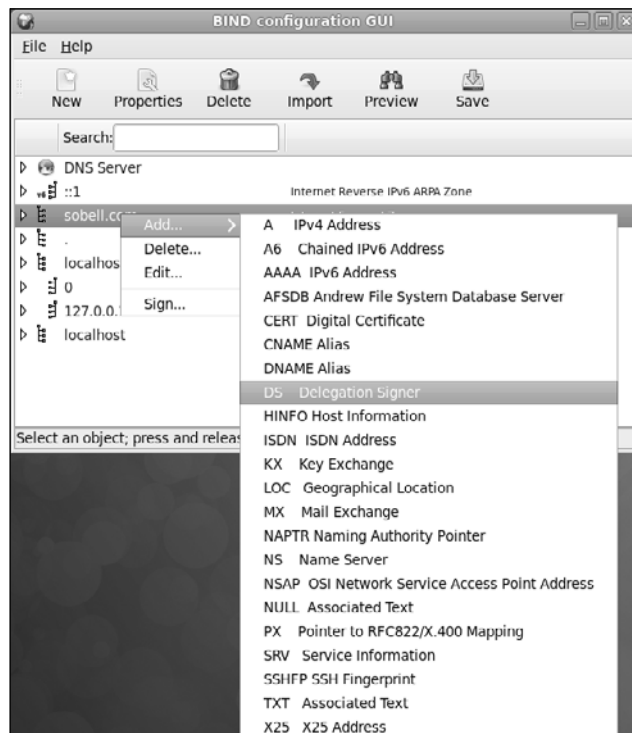 BIND configuration GUI
File Help
New Properties Delete Import Preview Save
Search:
DNS Server
v6 ::1 Internet Reverse IPv6 ARPA Zone
sobell.com
.
localhos
0
127.0.0.
localhost
Add...
Delete...
Edit...
Sign...
A IPv4 Address
A6 Chained IPv6 Address
AAAA IPv6 Address
AFSDB Andrew File System Database Server
CERT Digital Certificate
CNAME Alias
DNAME Alias
DS Delegation Signer
HINFO Host Information
ISDN ISDN Address
KX Key Exchange
LOC Geographical Location
MX Mail Exchange
NAPTR Naming Authority Pointer
NS Name Server
NSAP OSI Network Service Access Point Address
NULL Associated Text
PX Pointer to RFC822/X.400 Mapping
SRV Service Information
SSHFP SSH Fingerprint
TXT Associated Text
X25 X25 Address
Select an object; press and releas